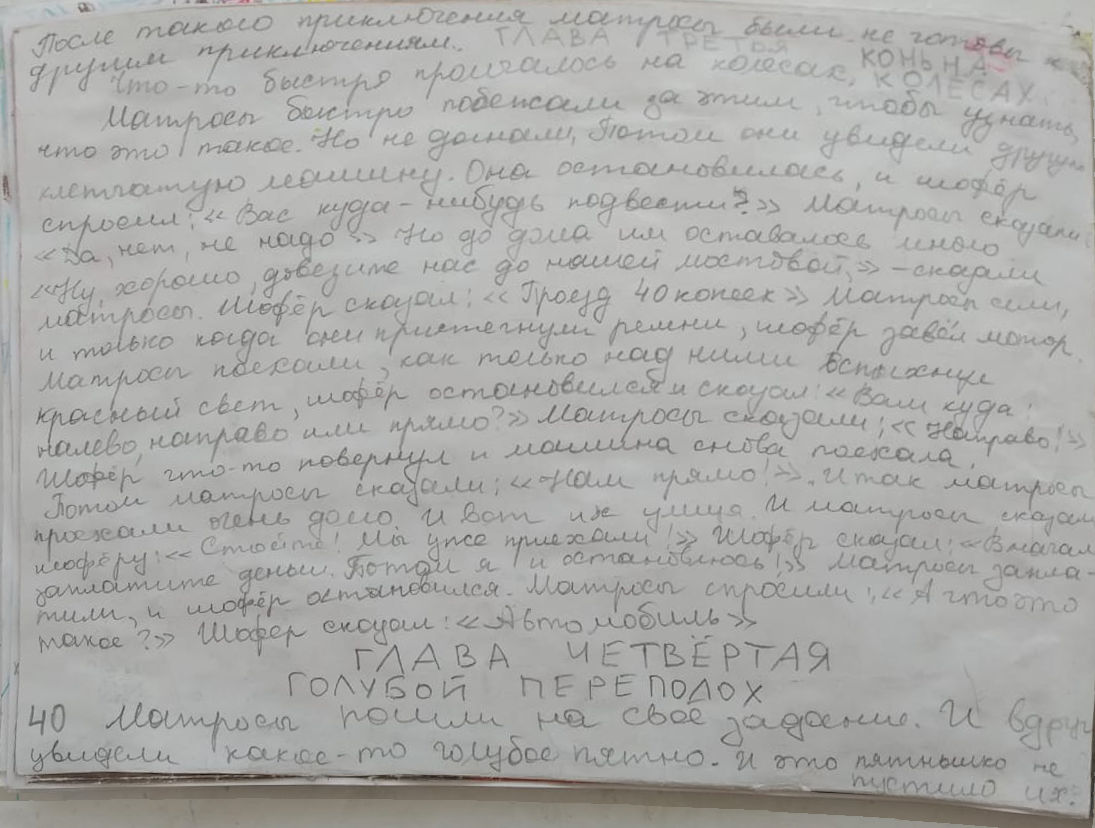 После такого приключения матросы были не готовы к
другим приключениям. ГЛАВА ТРЕТЬЯ КОНЬ НА
Что-то быстро промчалось на колёсах, КОЛЕСАХ
Матросы быстро побежали за этим, чтобы узнать,
что это такое. Но не догнали, Потом они увидели другую
клетчатую машину. Она остановилась, и шофёр
спросил: «Вас куда-нибудь подвести?» Матросы сказали:
«Да, нет, не надо» Но до дома им оставалось много
«Ну, хорошо, довезите нас до нашей мостовой,» - сказали
матросы. Шофёр сказал: «Проезд 40 копеек» Матросы сели,
и только когда они пристегнули ремни, шофёр завёл мотор.
Матросы поехали, как только над ними вспыхнул
красный свет, шофёр остановился и сказал: «Вам куда:
налево, направо или прямо?» Матросы сказали: «Направо!»
Шофёр что-то повернул и машина снова поехала.
Потом матросы сказали: «Нам прямо!». И так матросы
проехали очень долго. И вот их улица. И матросы сказали
шофёру: «Стойте! Мы уже приехали!» Шофёр сказал: «Вначал
заплатите деньи. Потом я и остановлюсь!» Матросы запла-
тили, и шофёр остановился. Матросы спросили: «А что это
такое?» Шофер сказал: «Автомобиль»
ГЛАВА ЧЕТВЁРТАЯ
ГОЛУБОЙ ПЕРЕПОЛОХ
40 Матросы пошли на своё задание. И вдруг
увидели какое-то голубое пятно. И это пятнышко не
пустило их.